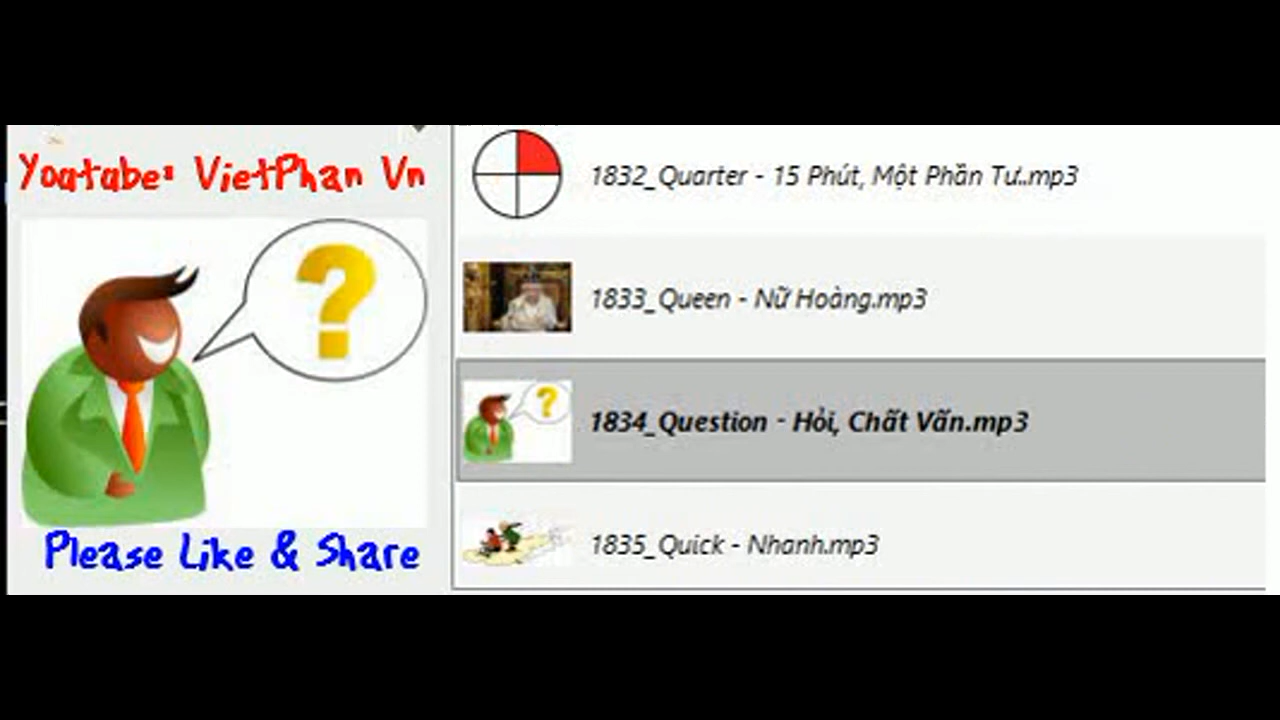 Youtube: VietPhan Vn
?
Please Like & Share
1832_Quarter - 15 Phút, Một Phần Tư..mp3
1833_Queen - Nữ Hoàng.mp3
?
1834_Question - Hỏi, Chất Vấn.mp3
1835_Quick - Nhanh.mp3